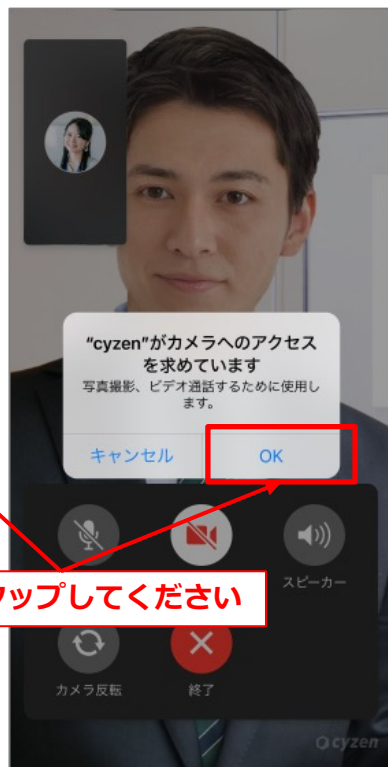 “cyzen”がカメラへのアクセス
を求めています
写真撮影、ビデオ通話するために使用し
ます。
キャンセル
OK
スピーカー
ップしてください
カメラ反転
終了
cyzen